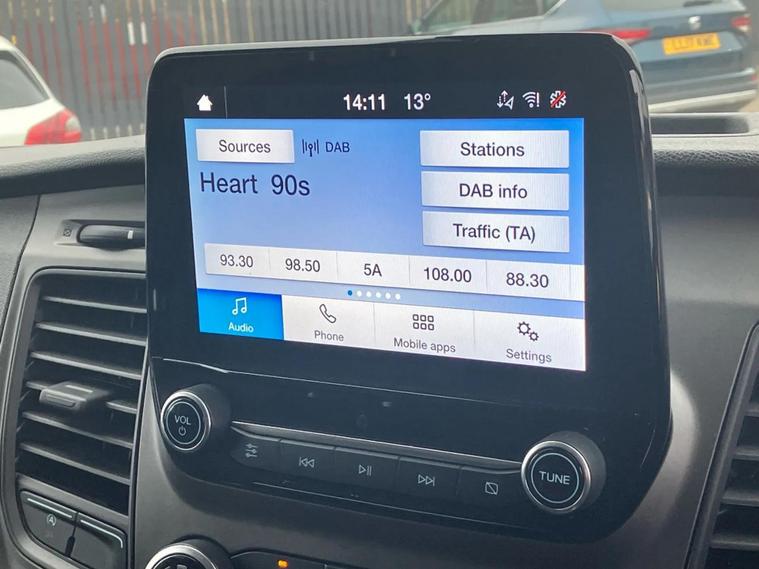 14:11 13°
Sources DAB Stations
Heart 90s DAB info
Traffic (TA)
93.30 98.50 5A 108.00 88.30
Audio Phone Mobile apps Settings
VOL
TUNE